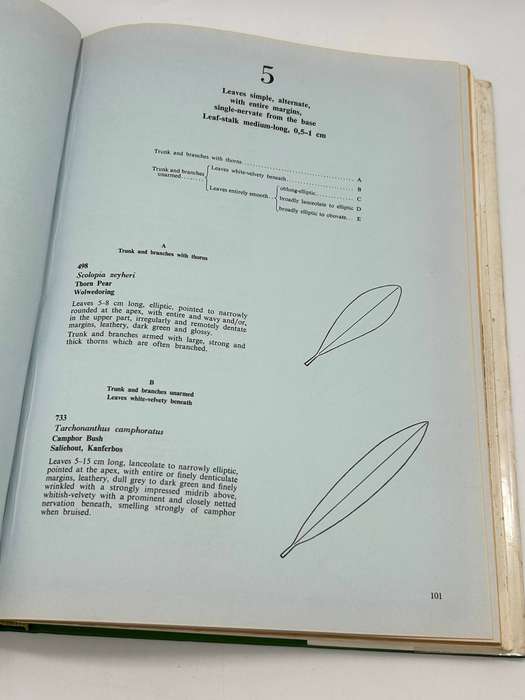 5
Leaves simple, alternate,
with entire margins,
single-nervate from the base
Leaf-stalk medium-long, 0,5–1 cm
Trunk and branches with thorns........................................ A
Trunk and branches unarmed.......
Leaves white-velvety beneath........................ B
Leaves entirely smooth...
oblong-elliptic............ C
broadly lanceolate to elliptic D
broadly elliptic to obovate... E
A
Trunk and branches with thorns
498
Scolopia zeyheri
Thorn Pear
Wolwedoring
Leaves 5–8 cm long, elliptic, pointed to narrowly
rounded at the apex, with entire and wavy and/or,
in the upper part, irregularly and remotely dentate
margins, leathery, dark green and glossy.
Trunk and branches armed with large, strong and
thick thorns which are often branched.
B
Trunk and branches unarmed
Leaves white-velvety beneath
733
Tarchonanthus camphoratus
Camphor Bush
Saliehout, Kanferbos
Leaves 5–15 cm long, lanceolate to narrowly elliptic,
pointed at the apex, with entire or finely denticulate
margins, leathery, dull grey to dark green and finely
wrinkled with a strongly impressed midrib above,
whitish-velvety with a prominent and closely netted
nervation beneath, smelling strongly of camphor
when bruised.
101